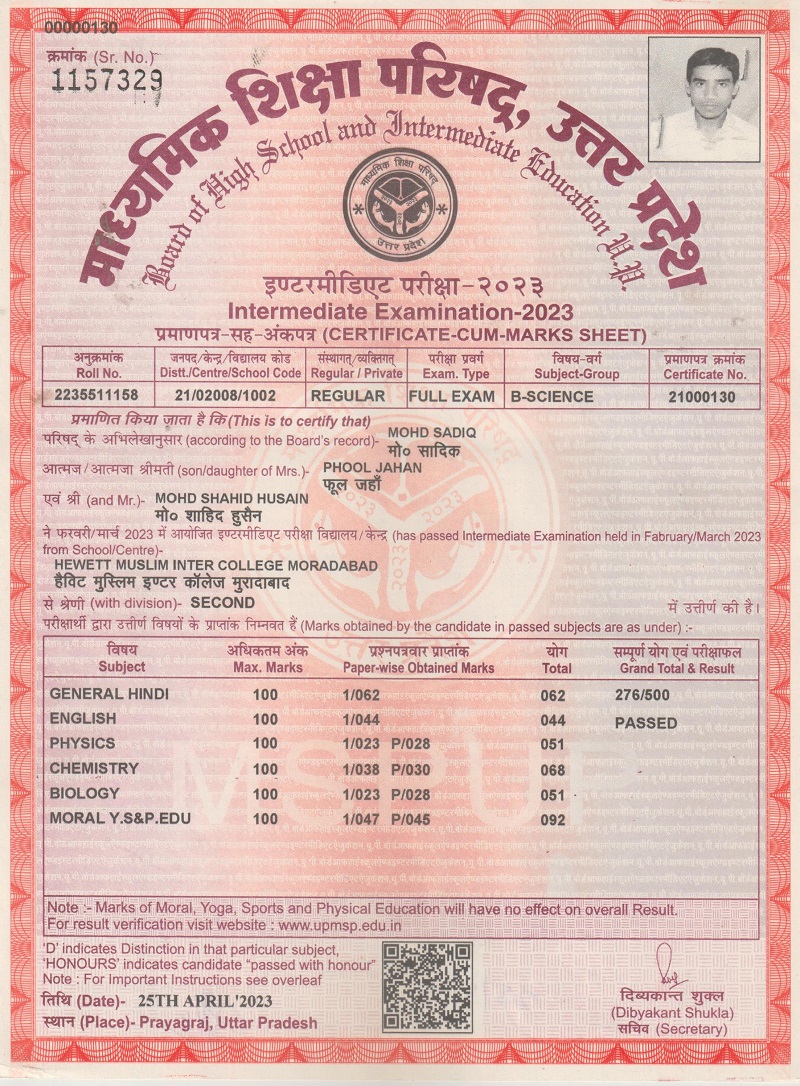 00000130
क्रमांक (Sr. No.)
1157329
माध्यमिक शिक्षा परिषद्, उत्तर प्रदेश
Board of High School and Intermediate Education U.P.
माध्यमिक शिक्षा परिषद्
उत्तर प्रदेश
इण्टरमीडिएट परीक्षा-२०२३
Intermediate Examination-2023
प्रमाणपत्र-सह-अंकपत्र (CERTIFICATE-CUM-MARKS SHEET)
अनुक्रमांक जनपद/केन्द्र/विद्यालय कोड संस्थागत्/व्यक्तिगत् परीक्षा प्रवर्ग विषय-वर्ग प्रमाणपत्र क्रमांक
Roll No. Distt./Centre/School Code Regular / Private Exam. Type Subject-Group Certificate No.
2235511158 21/02008/1002 REGULAR FULL EXAM B-SCIENCE 21000130
प्रमाणित किया जाता है कि (This is to certify that)
परिषद् के अभिलेखानुसार (according to the Board's record)- MOHD SADIQ
मो० सादिक
आत्मज/आत्मजा श्रीमती (son/daughter of Mrs.)- PHOOL JAHAN
फूल जहाँ
एवं श्री (and Mr.)- MOHD SHAHID HUSAIN
मो० शाहिद हुसैन
ने फरवरी/मार्च 2023 में आयोजित इण्टरमीडिएट परीक्षा विद्यालय/केन्द्र (has passed Intermediate Examination held in Fabruary/March 2023
from School/Centre)-
HEWETT MUSLIM INTER COLLEGE MORADABAD
हैविट मुस्लिम इण्टर कॉलेज मुरादाबाद
से श्रेणी (with division)- SECOND में उत्तीर्ण की है।
परीक्षार्थी द्वारा उत्तीर्ण विषयों के प्राप्तांक निम्नवत हैं (Marks obtained by the candidate in passed subjects are as under) :-
विषय अधिकतम अंक प्रश्नपत्रवार प्राप्तांक योग सम्पूर्ण योग एवं परीक्षाफल
Subject Max. Marks Paper-wise Obtained Marks Total Grand Total & Result
GENERAL HINDI 100 1/062 062 276/500
ENGLISH 100 1/044 044 PASSED
PHYSICS 100 1/023 P/028 051
CHEMISTRY 100 1/038 P/030 068
BIOLOGY 100 1/023 P/028 051
MORAL Y.S&P.EDU 100 1/047 P/045 092
Note :- Marks of Moral, Yoga, Sports and Physical Education will have no effect on overall Result.
For result verification visit website : www.upmsp.edu.in
'D' indicates Distinction in that particular subject,
'HONOURS' indicates candidate "passed with honour"
Note : For Important Instructions see overleaf
तिथि (Date)- 25TH APRIL'2023
स्थान (Place)- Prayagraj, Uttar Pradesh
दिब्यकान्त शुक्ल
(Dibyakant Shukla)
सचिव (Secretary)